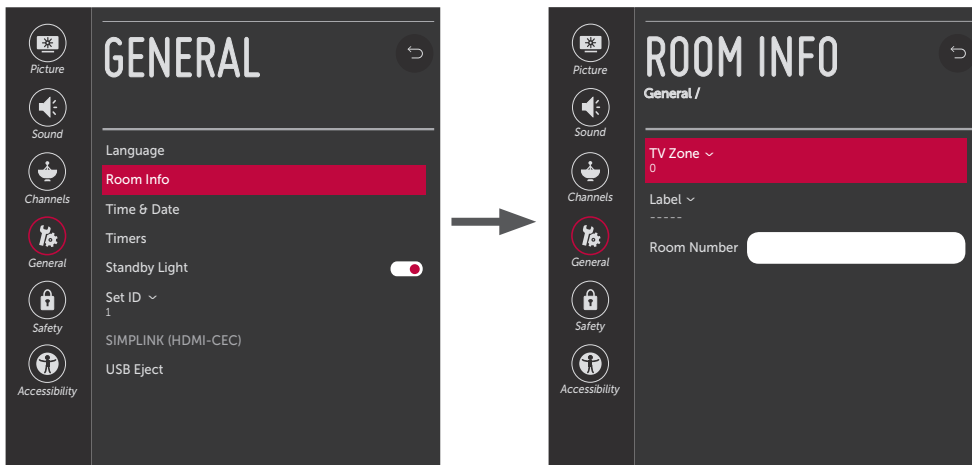 Picture
Sound
Channels
General
Safety
Accessibility
GENERAL
Language
Room Info
Time & Date
Timers
Standby Light
Set ID
1
SIMPLINK (HDMI-CEC)
USB Eject
Picture
Sound
Channels
General
Safety
Accessibility
ROOM INFO
General /
TV Zone
0
Label
-----
Room Number